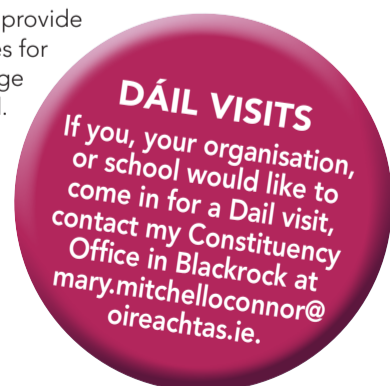 provide
es for
ge
.
DÁIL VISITS
If you, your organisation,
or school would like to
come in for a Dail visit,
contact my Constituency
Office in Blackrock at
mary.mitchelloconnor@
oireachtas.ie.